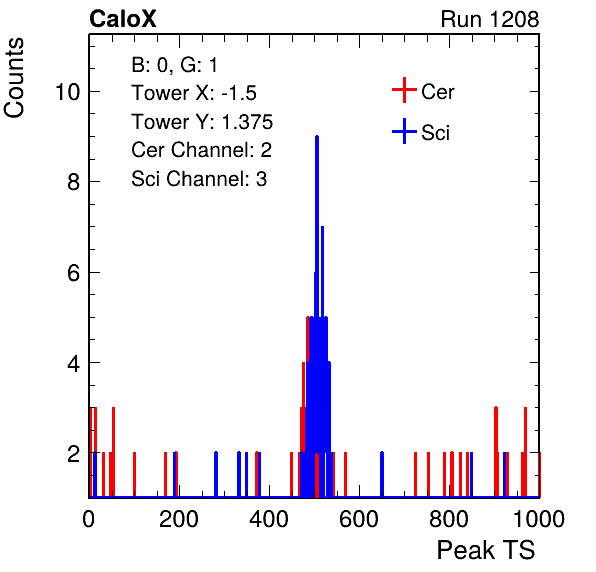 CaloX Run 1208
Counts
B: 0, G: 1
Tower X: -1.5
Tower Y: 1.375
Cer Channel: 2
Sci Channel: 3
Cer
Sci
10
8
6
4
2
0 200 400 600 800 1000
Peak TS